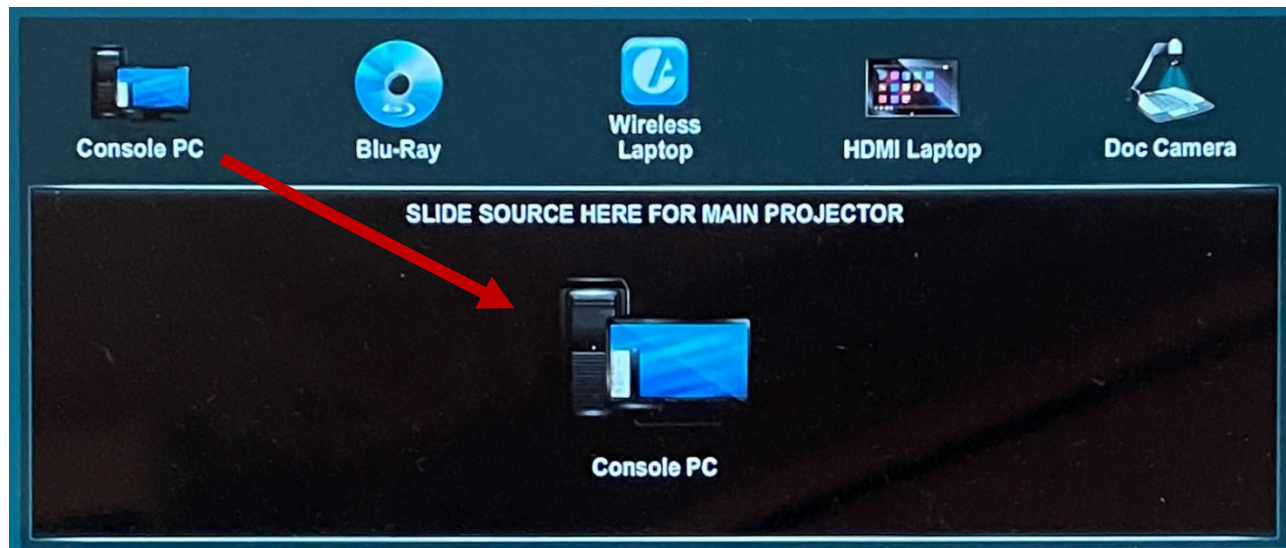 Console PC
Blu-Ray
Wireless
Laptop
HDMI Laptop
Doc Camera
SLIDE SOURCE HERE FOR MAIN PROJECTOR
Console PC